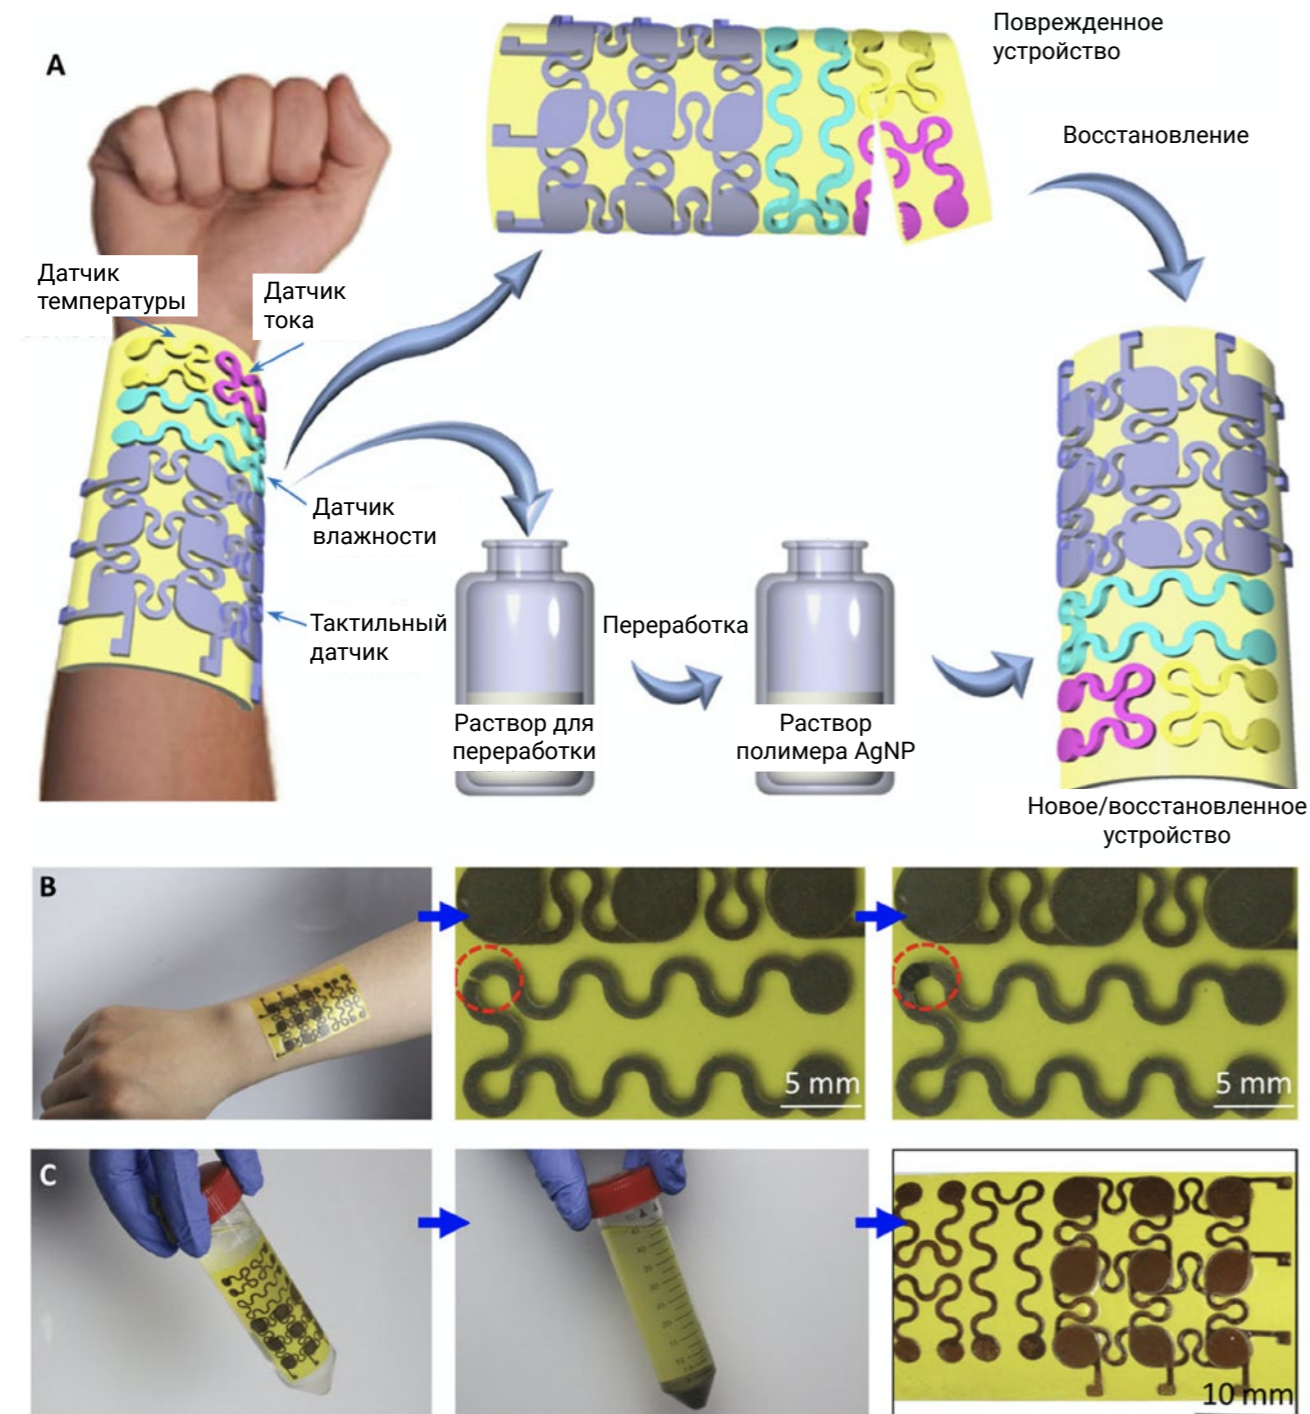 A
Поврежденное
устройство
Восстановление
Датчик
температуры
Датчик
тока
Датчик
влажности
Тактильный
датчик
Переработка
Раствор для
переработки
Раствор
полимера AgNP
Новое/восстановленное
устройство
B
5 mm
5 mm
C
10 mm